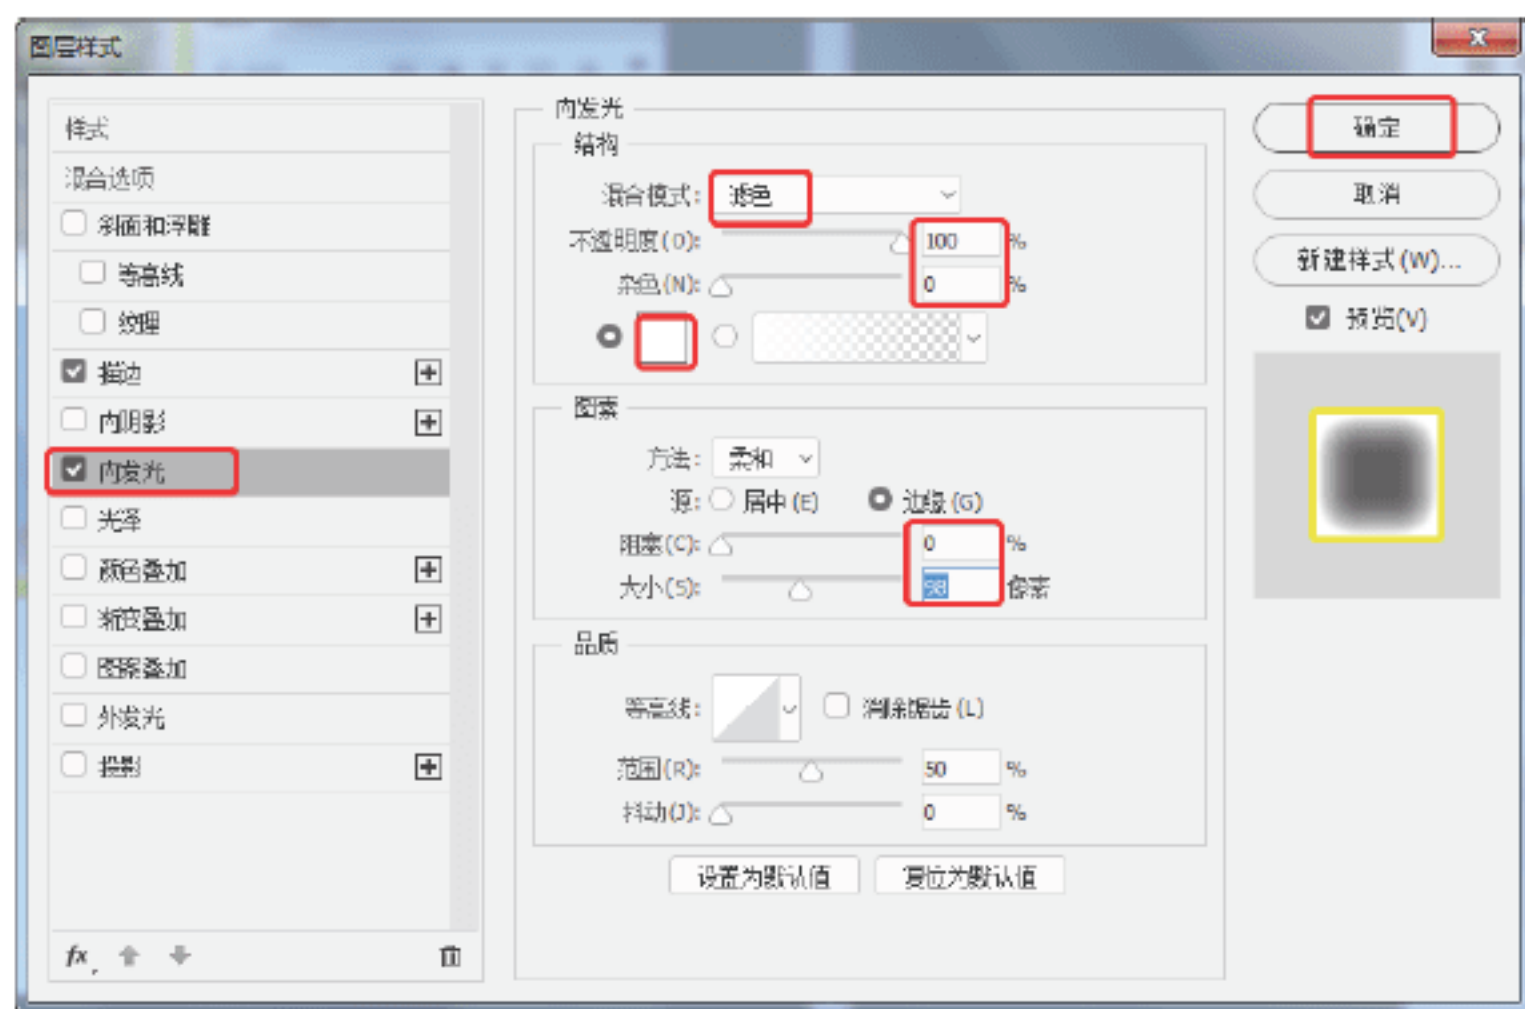 图层样式
样式
混合选项
斜面和浮雕
等高线
纹理
描边
内阴影
内发光
光泽
颜色叠加
渐变叠加
图案叠加
外发光
投影
fx
内发光
结构
混合模式: 滤色
不透明度(O): 100 %
杂色(N): 0 %
图素
方法: 柔和
源: 居中(E) 边缘(G)
阻塞(C): 0 %
大小(S): 98 像素
品质
等高线: 消除锯齿(L)
范围(R): 50 %
抖动(J): 0 %
设置为默认值 复位为默认值
确定
取消
新建样式(W)...
预览(V)